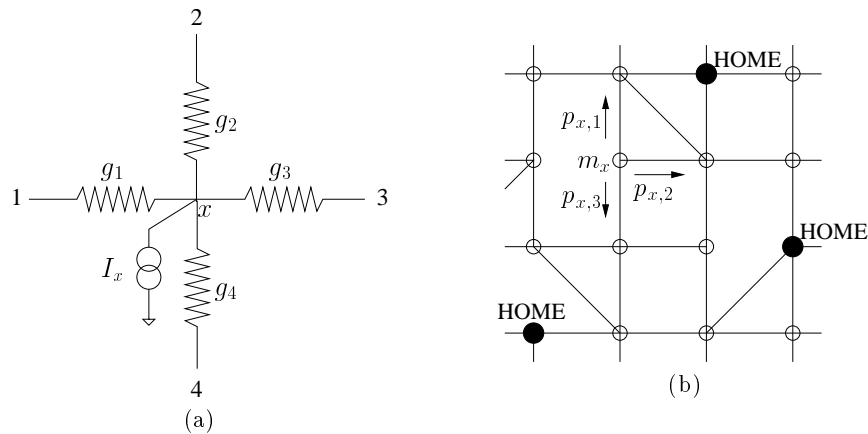 2
g₂
g₁
g₃
1
x
3
Iₓ
g₄
4
(a)
HOME
pₓ,₁
mₓ
pₓ,₂
pₓ,₃
HOME
HOME
(b)